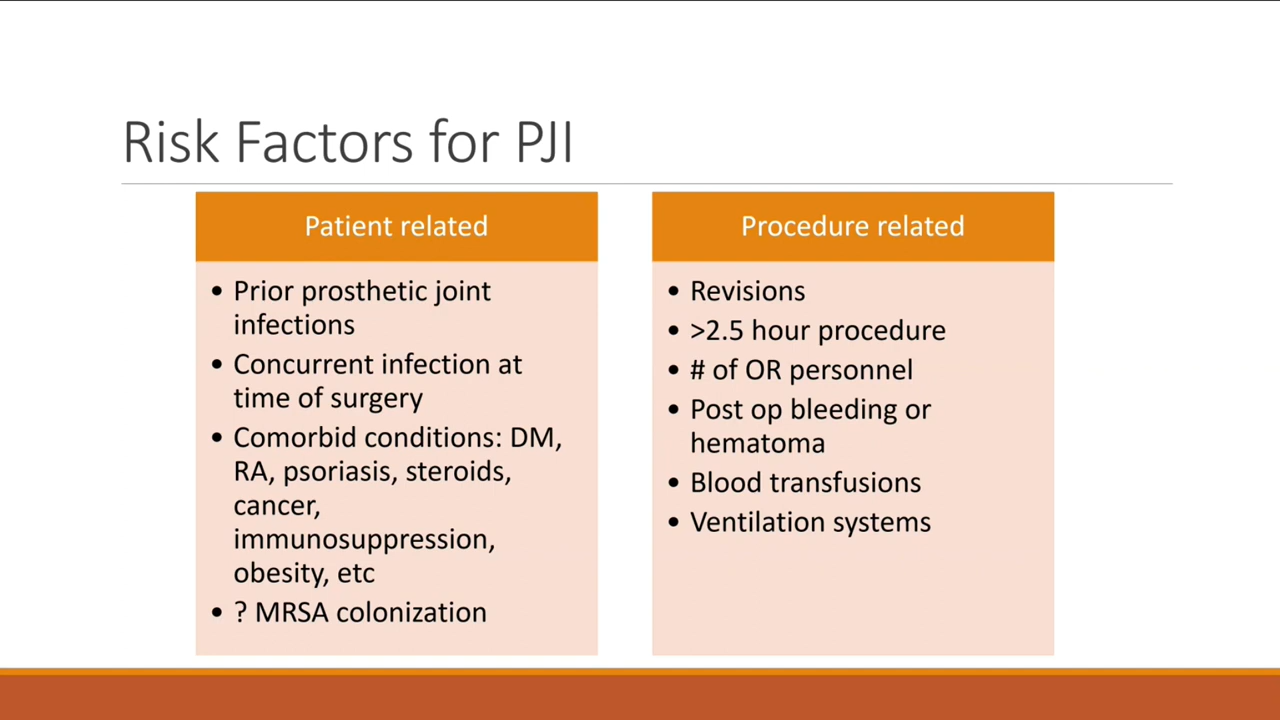 Risk Factors for PJI
Patient related
• Prior prosthetic joint
infections
• Concurrent infection at
time of surgery
• Comorbid conditions: DM,
RA, psoriasis, steroids,
cancer,
immunosuppression,
obesity, etc
• ? MRSA colonization
Procedure related
• Revisions
• >2.5 hour procedure
• # of OR personnel
• Post op bleeding or
hematoma
• Blood transfusions
• Ventilation systems